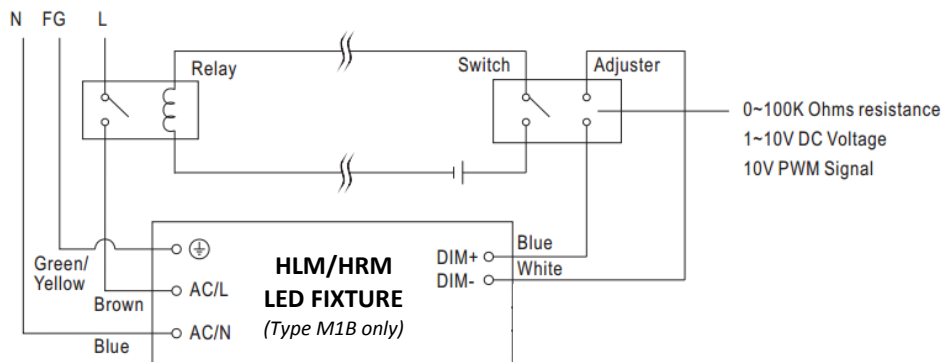 N FG L
Relay
Switch
Adjuster
0~100K Ohms resistance
1~10V DC Voltage
10V PWM Signal
Green/
Yellow
Brown
Blue
AC/L
AC/N
HLM/HRM
LED FIXTURE
(Type M1B only)
DIM+
DIM-
Blue
White